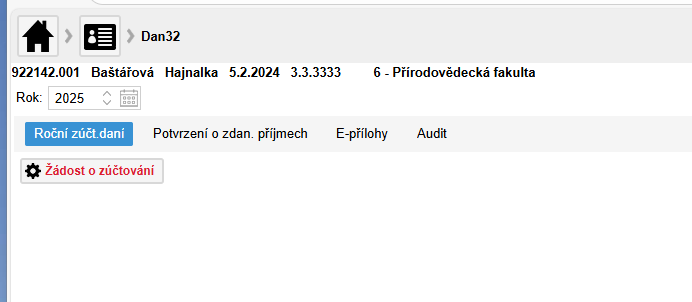 Dan32
922142.001 Baštářová Hajnalka 5.2.2024 3.3.3333 6 - Přírodovědecká fakulta
Rok: 2025
Roční zúčt.daní Potvrzení o zdan. příjmech E-přílohy Audit
Žádost o zúčtování